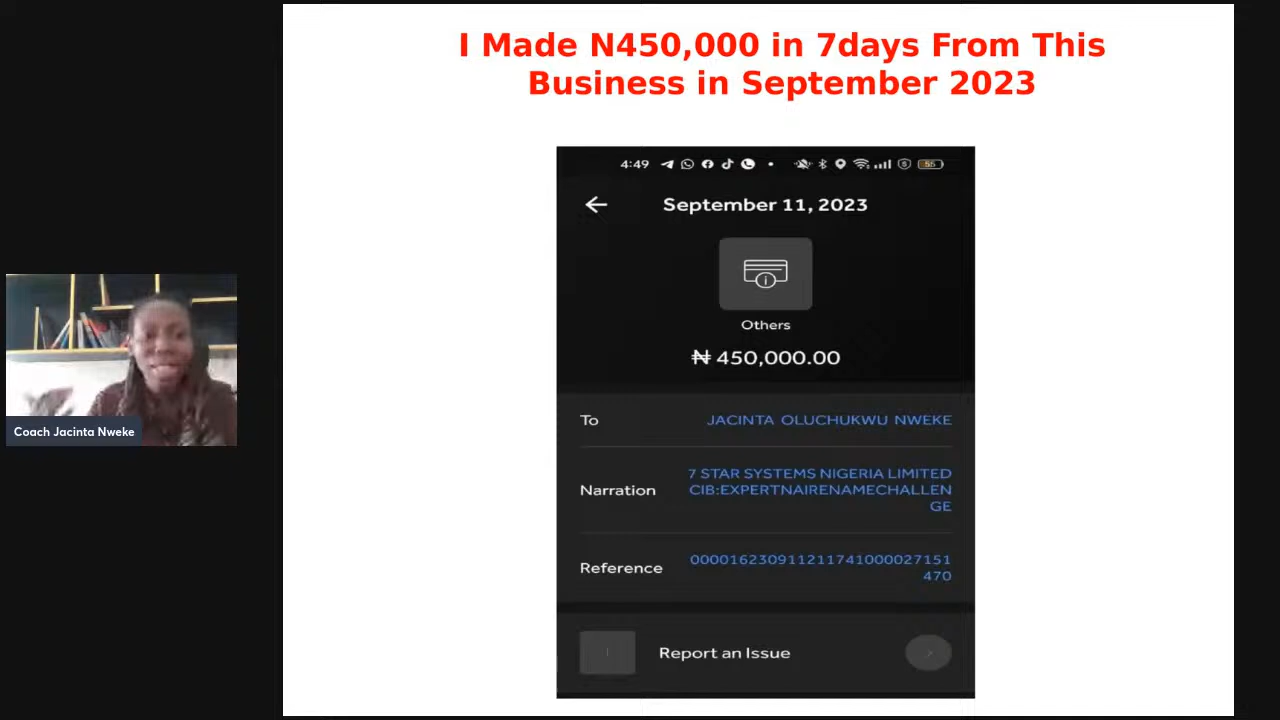 I Made N450,000 in 7days From This
Business in September 2023
4:49
55
September 11, 2023
Others
₦ 450,000.00
To
JACINTA OLUCHUKWU NWEKE
Narration
7 STAR SYSTEMS NIGERIA LIMITED
CIB:EXPERTNAIRENAMECHALLEN
GE
Reference
000016230911211741000027151
470
Report an Issue
Coach Jacinta Nweke